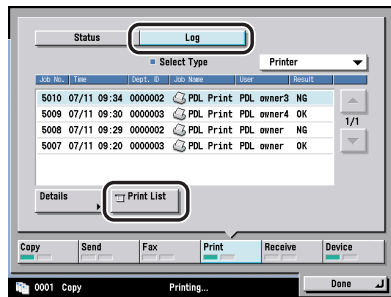 Status Log
Select Type Printer
Job No. Time Dept. ID Job Name User Result
5010 07/11 09:34 0000002 PDL Print PDL owner3 NG
5009 07/11 09:30 0000003 PDL Print PDL owner4 OK
5008 07/11 09:29 0000002 PDL Print PDL owner NG
5007 07/11 09:20 0000003 PDL Print PDL owner OK
1/1
Details Print List
Copy Send Fax Print Receive Device
0001 Copy Printing... Done